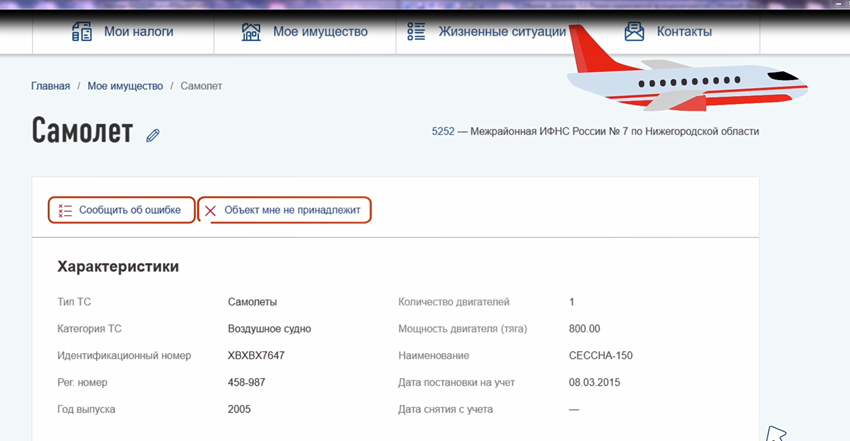 Мои налоги
Мое имущество
Жизненные ситуации
Контакты
Главная / Мое имущество / Самолет
Самолет
5252 — Межрайонная ИФНС России № 7 по Нижегородской области
Сообщить об ошибке
Объект мне не принадлежит
Характеристики
Тип ТС Самолеты Количество двигателей 1
Категория ТС Воздушное судно Мощность двигателя (тяга) 800.00
Идентификационный номер XBXBX7647 Наименование CECCHA-150
Рег. номер 458-987 Дата постановки на учет 08.03.2015
Год выпуска 2005 Дата снятия с учета —